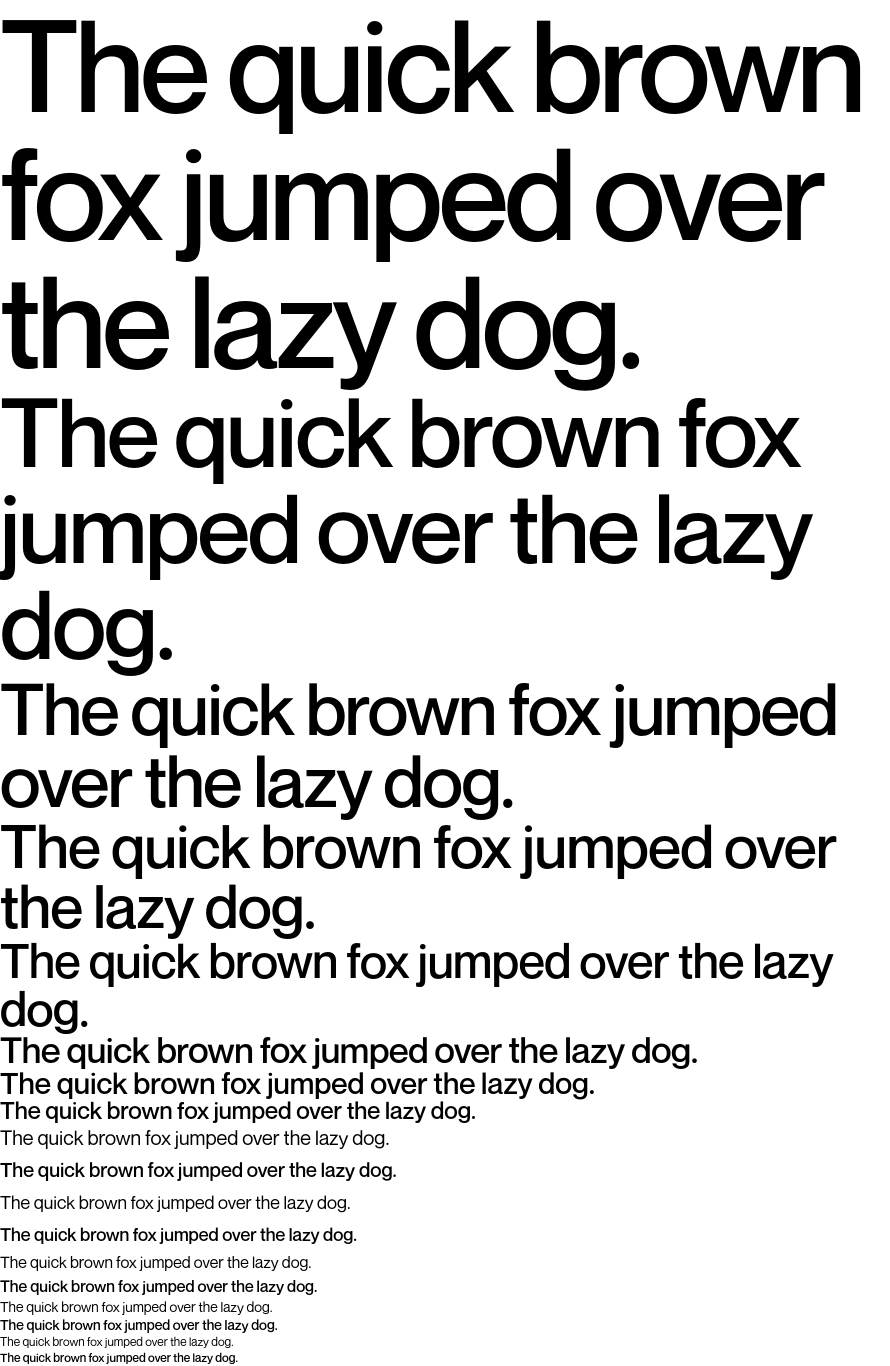 The quick brown
fox jumped over
the lazy dog.
The quick brown fox
jumped over the lazy
dog.
The quick brown fox jumped
over the lazy dog.
The quick brown fox jumped over
the lazy dog.
The quick brown fox jumped over the lazy
dog.
The quick brown fox jumped over the lazy dog.
The quick brown fox jumped over the lazy dog.
The quick brown fox jumped over the lazy dog.
The quick brown fox jumped over the lazy dog.
The quick brown fox jumped over the lazy dog.
The quick brown fox jumped over the lazy dog.
The quick brown fox jumped over the lazy dog.
The quick brown fox jumped over the lazy dog.
The quick brown fox jumped over the lazy dog.
The quick brown fox jumped over the lazy dog.
The quick brown fox jumped over the lazy dog.
The quick brown fox jumped over the lazy dog.
The quick brown fox jumped over the lazy dog.